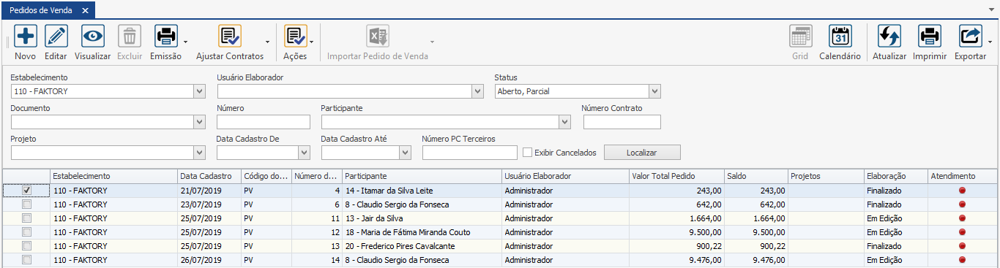 Pedidos de Venda
Novo Editar Visualizar Excluir Emissão Ajustar Contratos Ações Importar Pedido de Venda Grid 31 Calendário Atualizar Imprimir Exportar
Estabelecimento Usuário Elaborador Status
110 - FAKTORY Aberto, Parcial
Documento Número Participante Número Contrato
Projeto Data Cadastro De Data Cadastro Até Número PC Terceiros
Exibir Cancelados Localizar
Estabelecimento Data Cadastro Código do... Número d... Participante Usuário Elaborador Valor Total Pedido Saldo Projetos Elaboração Atendimento
110 - FAKTORY 21/07/2019 PV 4 14 - Itamar da Silva Leite Administrador 243,00 243,00 Finalizado
110 - FAKTORY 23/07/2019 PV 6 8 - Claudio Sergio da Fonseca Administrador 642,00 642,00 Finalizado
110 - FAKTORY 25/07/2019 PV 11 13 - Jair da Silva Administrador 1.664,00 1.664,00 Em Edição
110 - FAKTORY 25/07/2019 PV 12 18 - Maria de Fátima Miranda Couto Administrador 9.500,00 9.500,00 Em Edição
110 - FAKTORY 25/07/2019 PV 13 20 - Frederico Pires Cavalcante Administrador 900,22 900,22 Finalizado
110 - FAKTORY 26/07/2019 PV 14 8 - Claudio Sergio da Fonseca Administrador 9.476,00 9.476,00 Em Edição